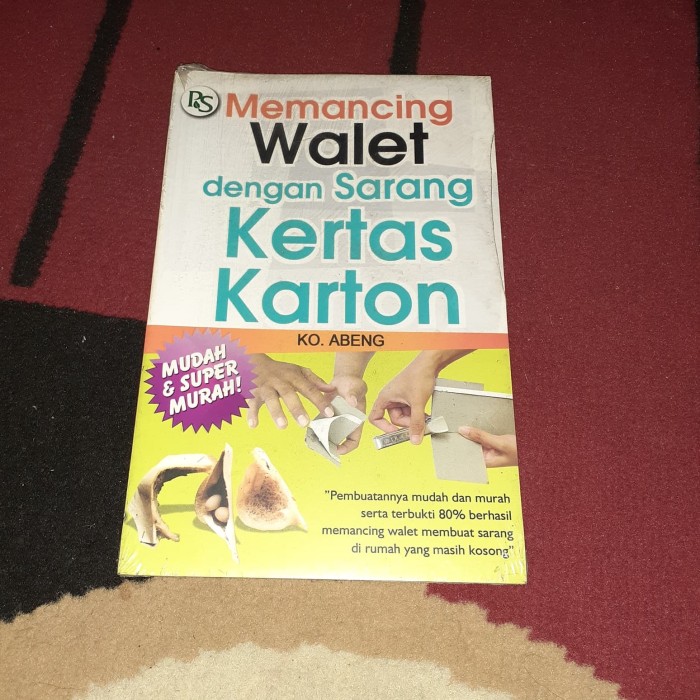 PS
Memancing
Walet
dengan Sarang
Kertas
Karton
KO. ABENG
MUDAH
& SUPER
MURAH!
"Pembuatannya mudah dan murah
serta terbukti 80% berhasil
memancing walet membuat sarang
di rumah yang masih kosong"